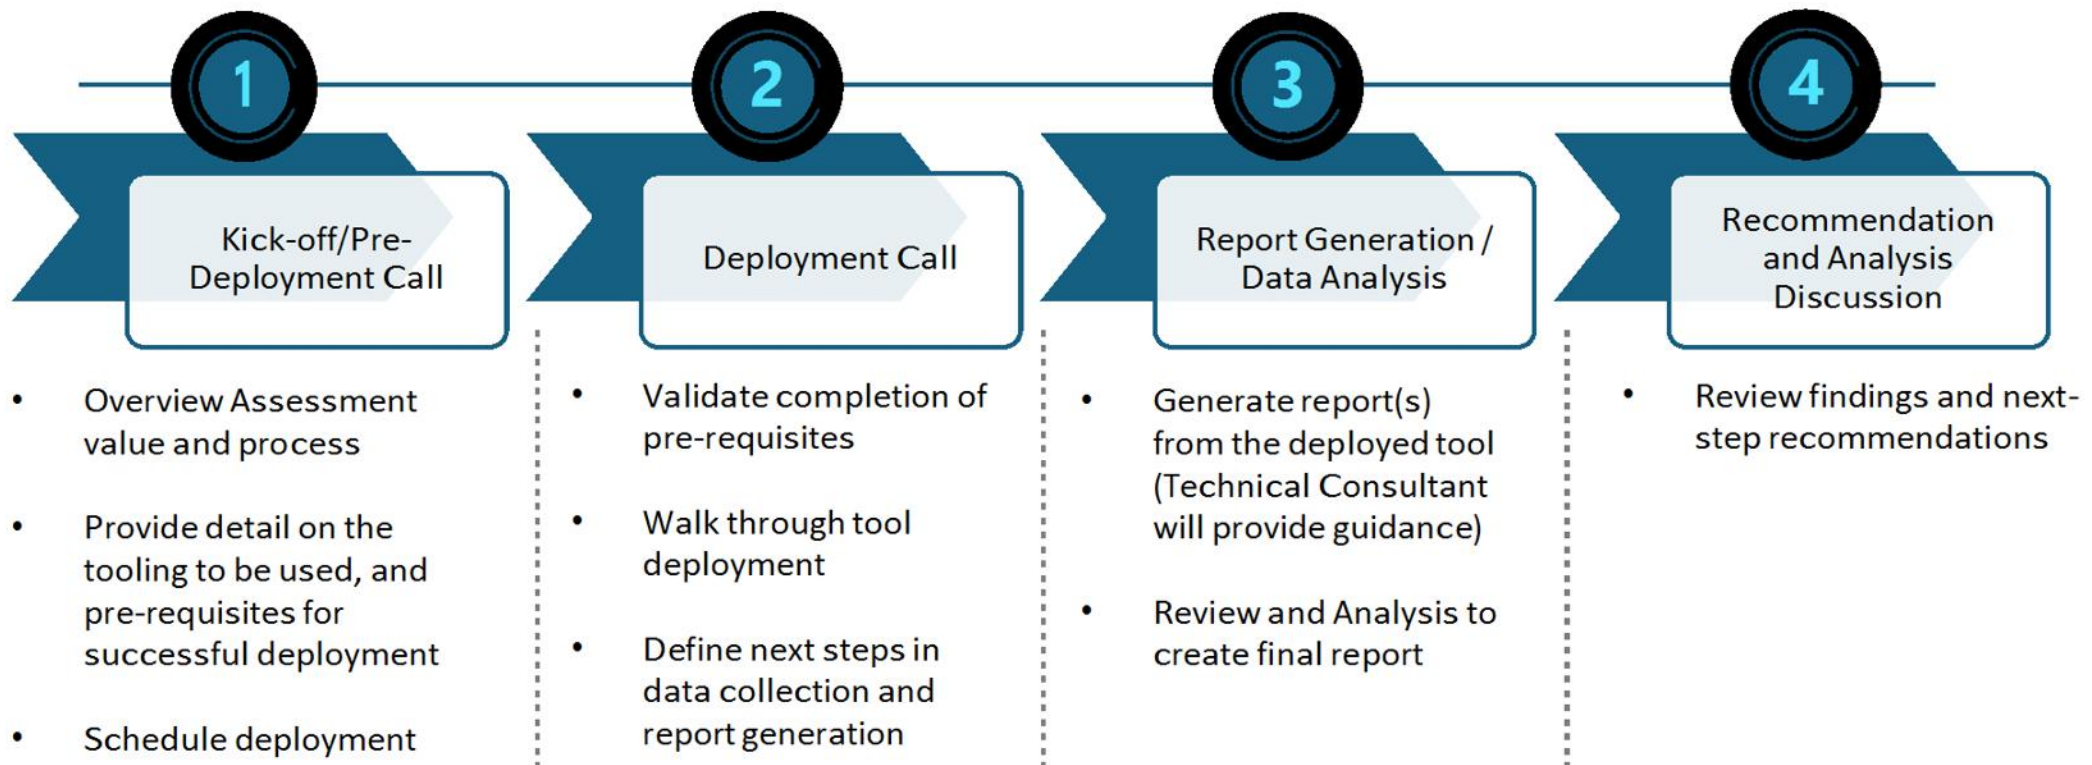 1
Kick-off/Pre-
Deployment Call
• Overview Assessment
value and process
• Provide detail on the
tooling to be used, and
pre-requisites for
successful deployment
• Schedule deployment
2
Deployment Call
• Validate completion of
pre-requisites
• Walk through tool
deployment
• Define next steps in
data collection and
report generation
3
Report Generation /
Data Analysis
• Generate report(s)
from the deployed tool
(Technical Consultant
will provide guidance)
• Review and Analysis to
create final report
4
Recommendation
and Analysis
Discussion
• Review findings and next-
step recommendations